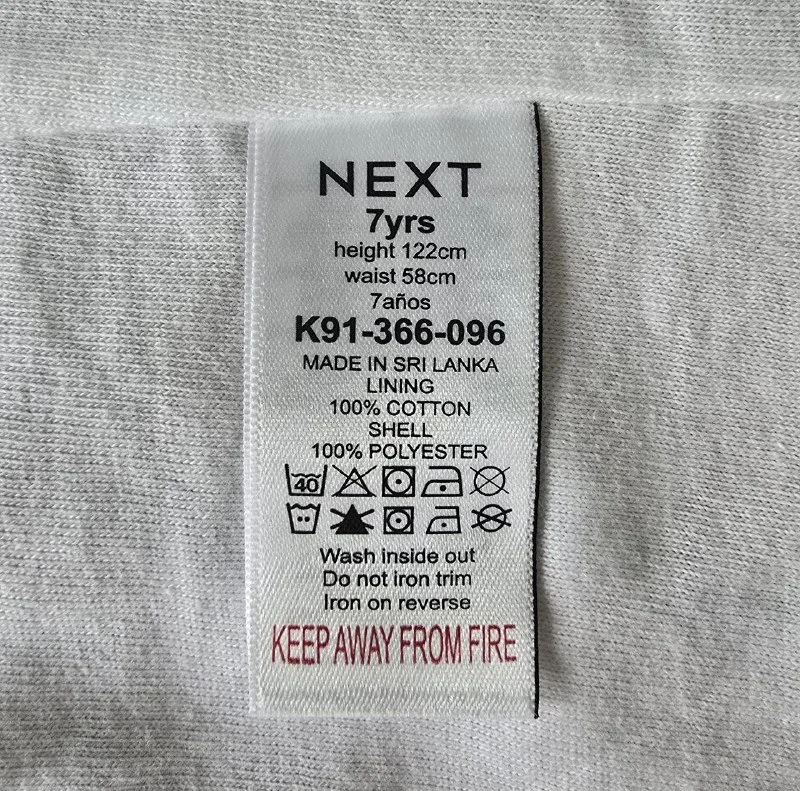 NEXT
7yrs
height 122cm
waist 58cm
7años
K91-366-096
MADE IN SRI LANKA
LINING
100% COTTON
SHELL
100% POLYESTER
40
Wash inside out
Do not iron trim
Iron on reverse
KEEP AWAY FROM FIRE